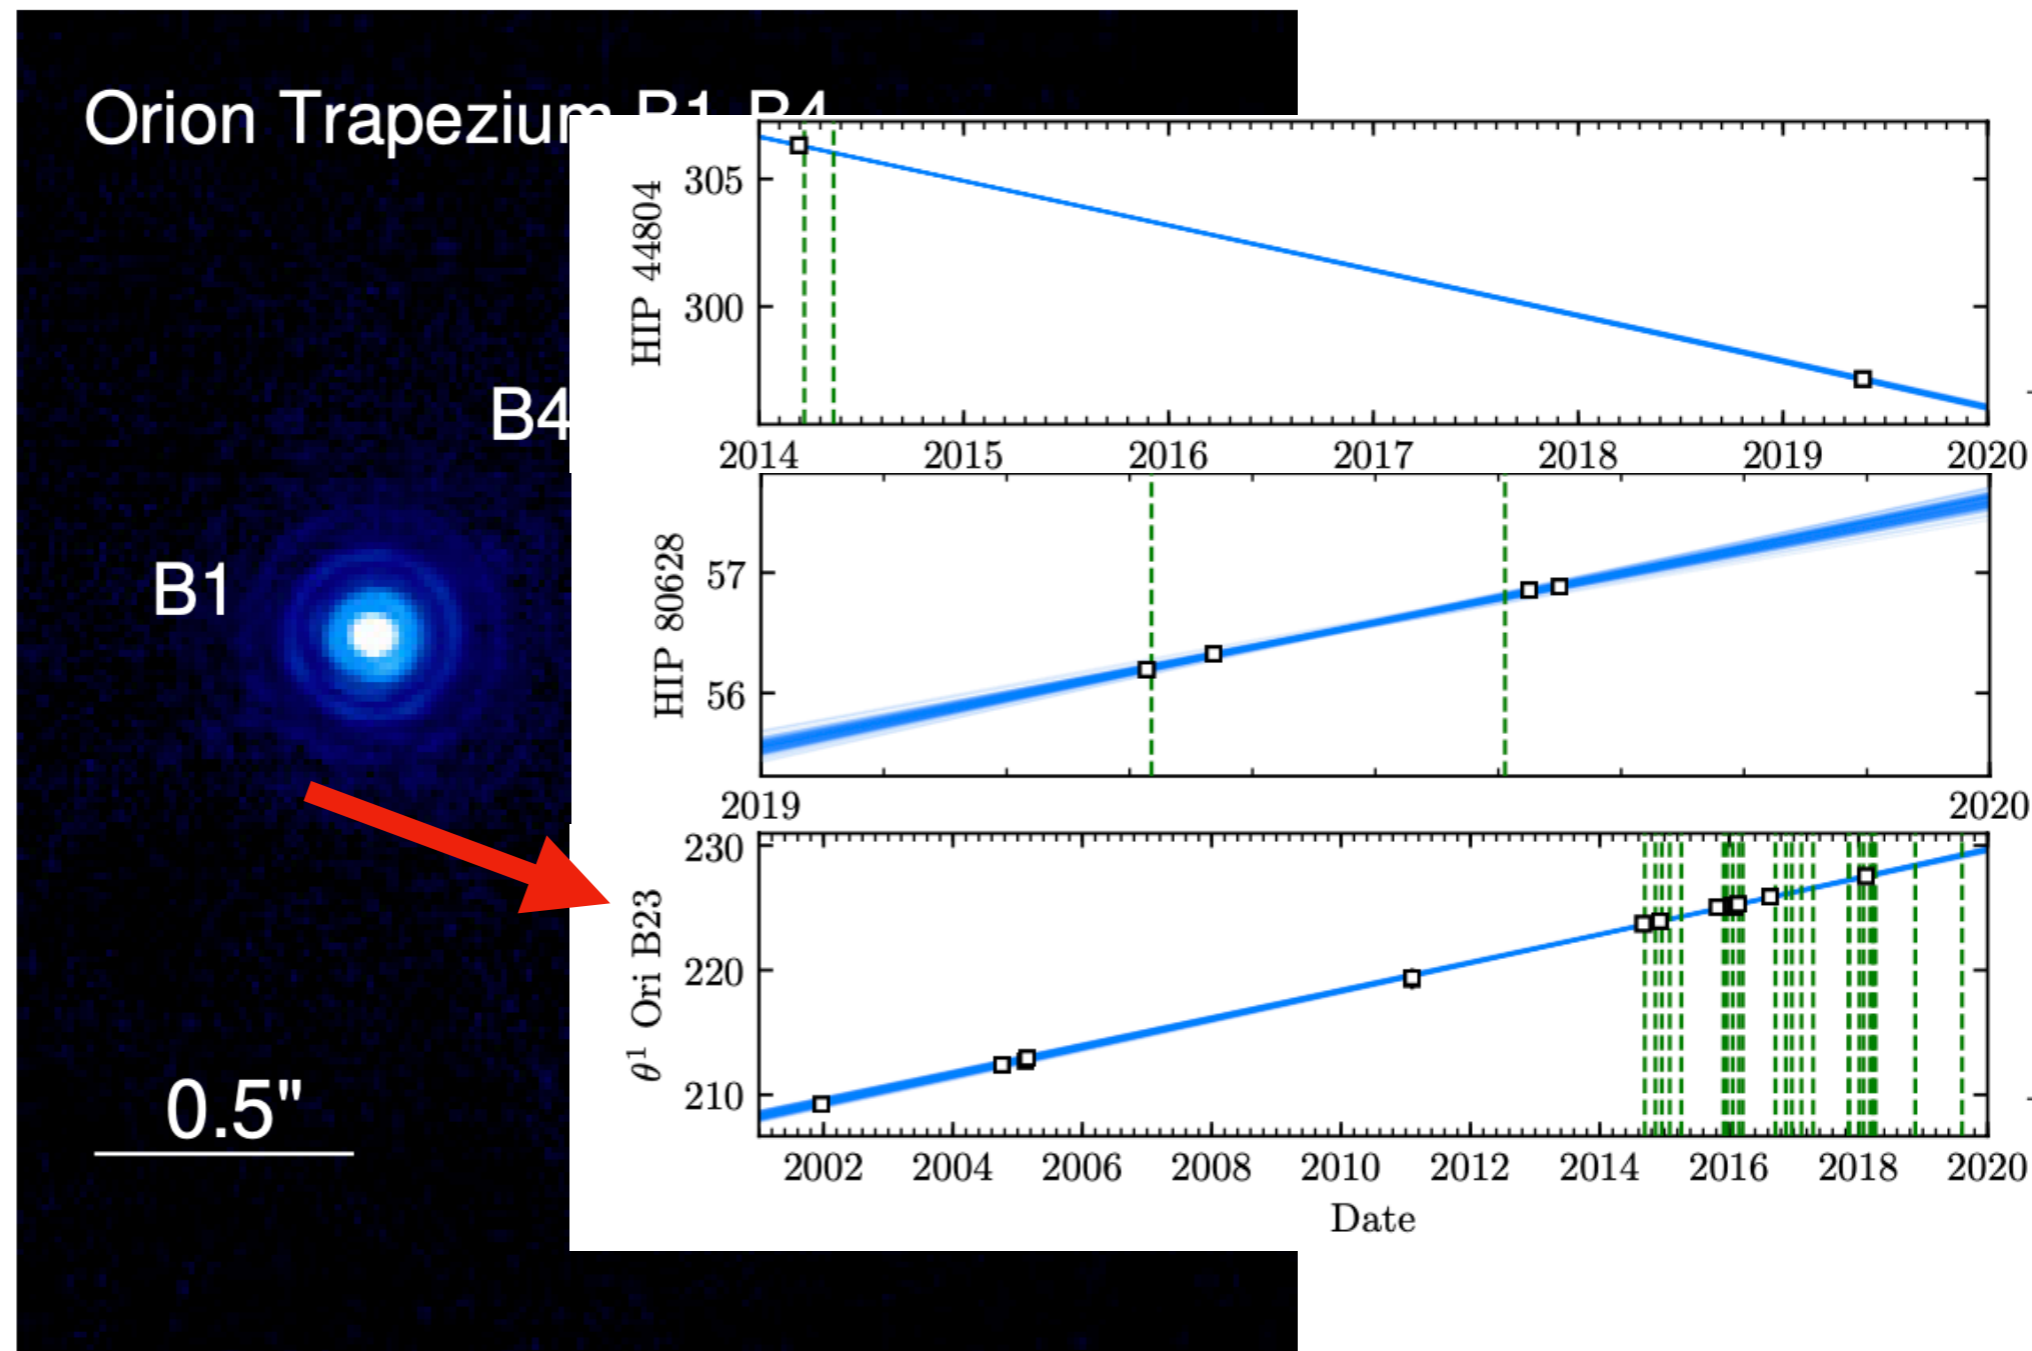 Orion Trapezium B1-B4
B4
B1
0.5"
HIP 44804
305
300
2014 2015 2016 2017 2018 2019 2020
HIP 80628
57
56
2019 2020
θ¹ Ori B23
230
220
210
2002 2004 2006 2008 2010 2012 2014 2016 2018 2020
Date